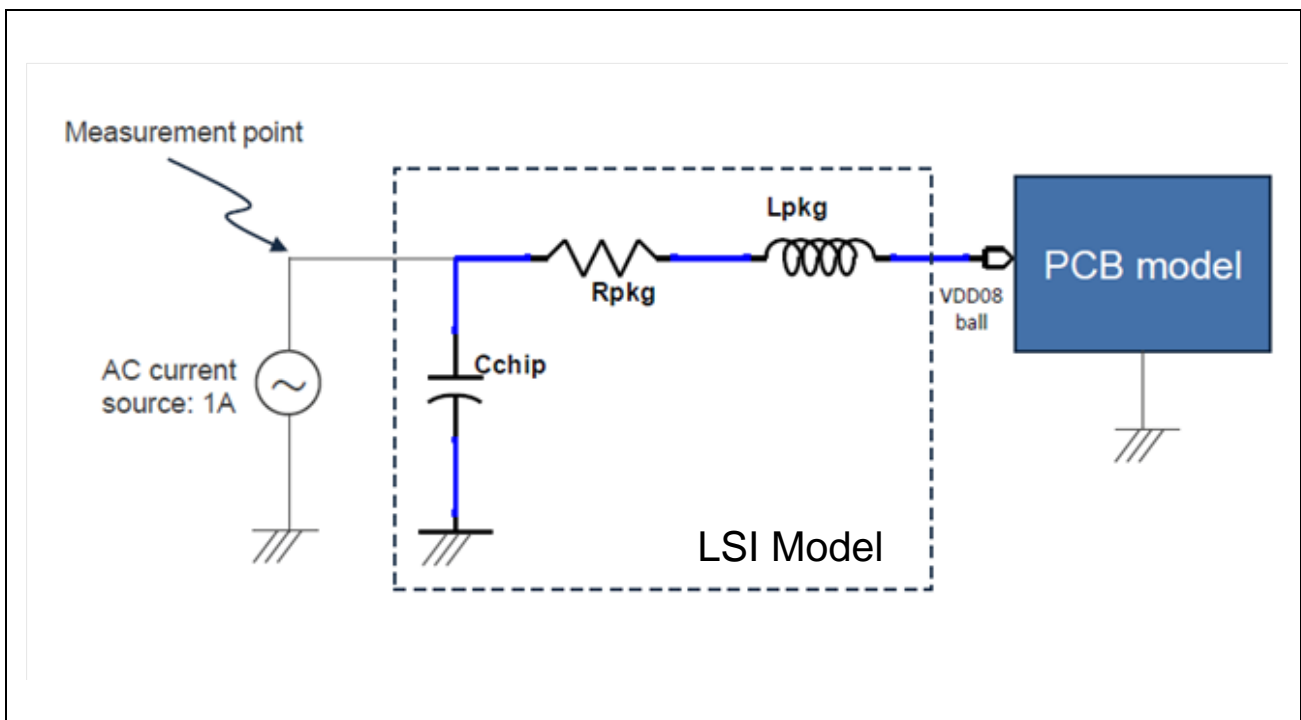 Measurement point
Lpkg
Rpkg
PCB model
VDD08
ball
AC current
source: 1A
Cchip
LSI Model